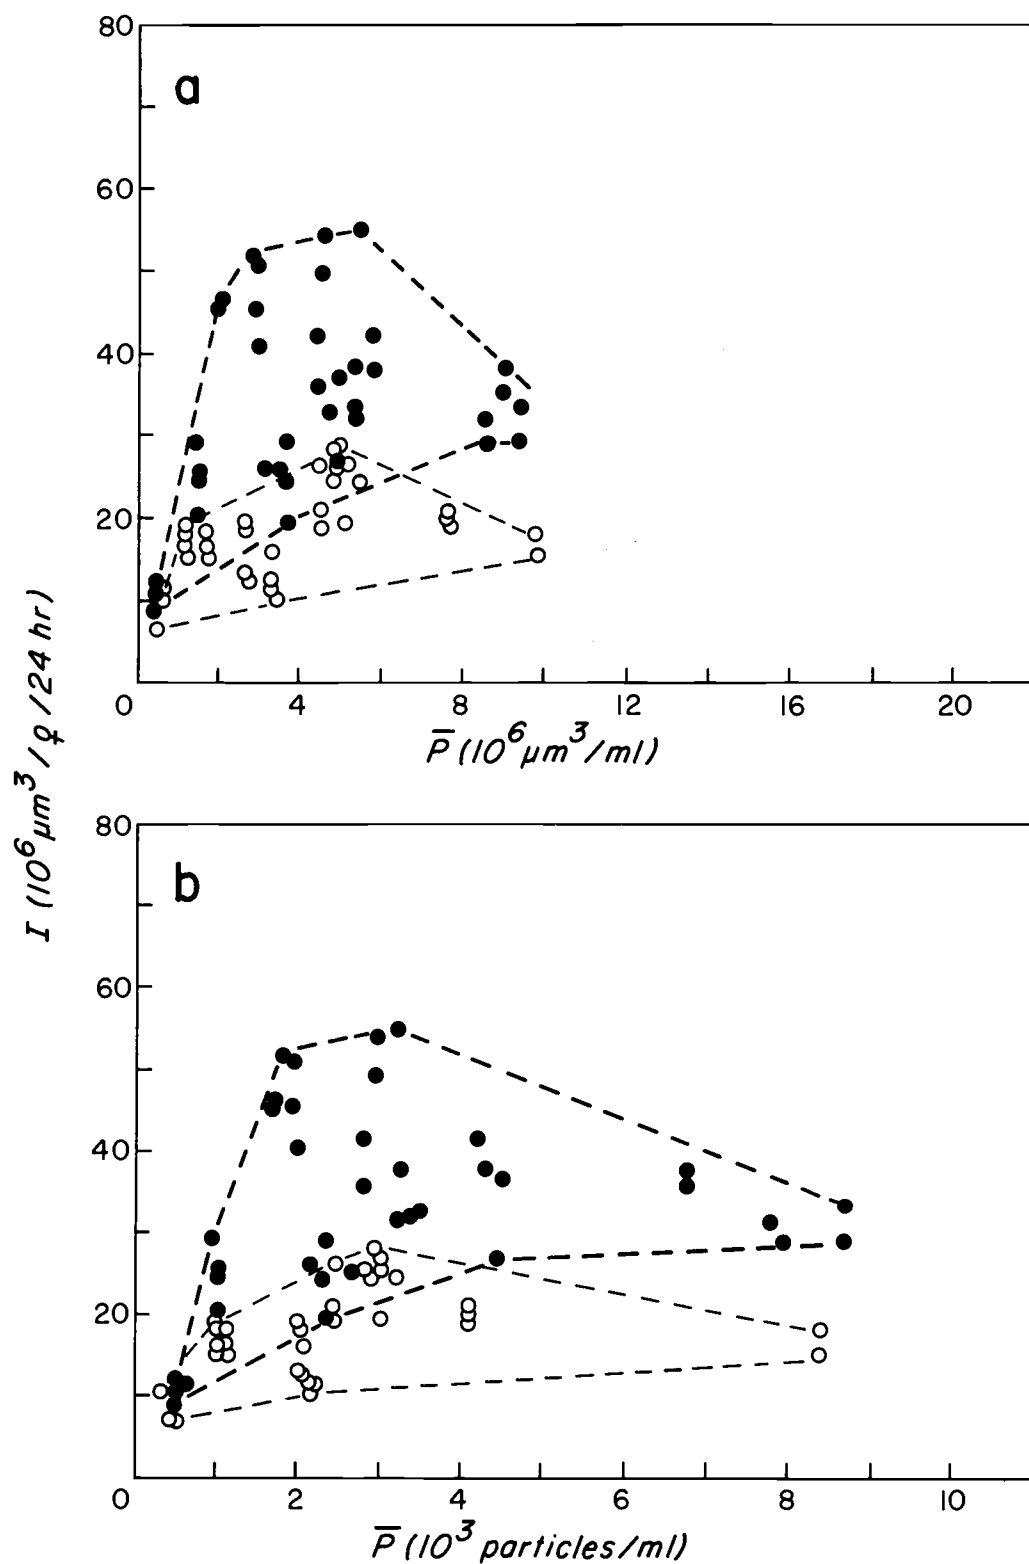 80
a
60
40
20
0 4 8 12 16 20
P̅ (10⁶ µm³/ml)
I (10⁶ µm³/♀/24 hr)
80
b
60
40
20
0 2 4 6 8 10
P̅ (10³ particles/ml)